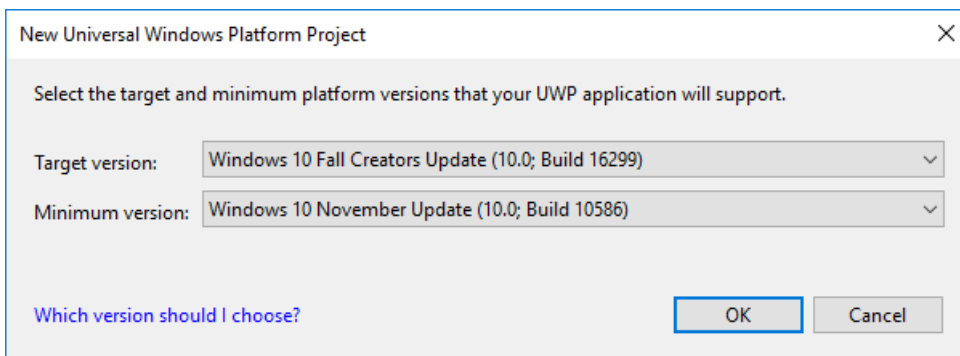 New Universal Windows Platform Project
Select the target and minimum platform versions that your UWP application will support.
Target version: Windows 10 Fall Creators Update (10.0; Build 16299)
Minimum version: Windows 10 November Update (10.0; Build 10586)
Which version should I choose? OK Cancel